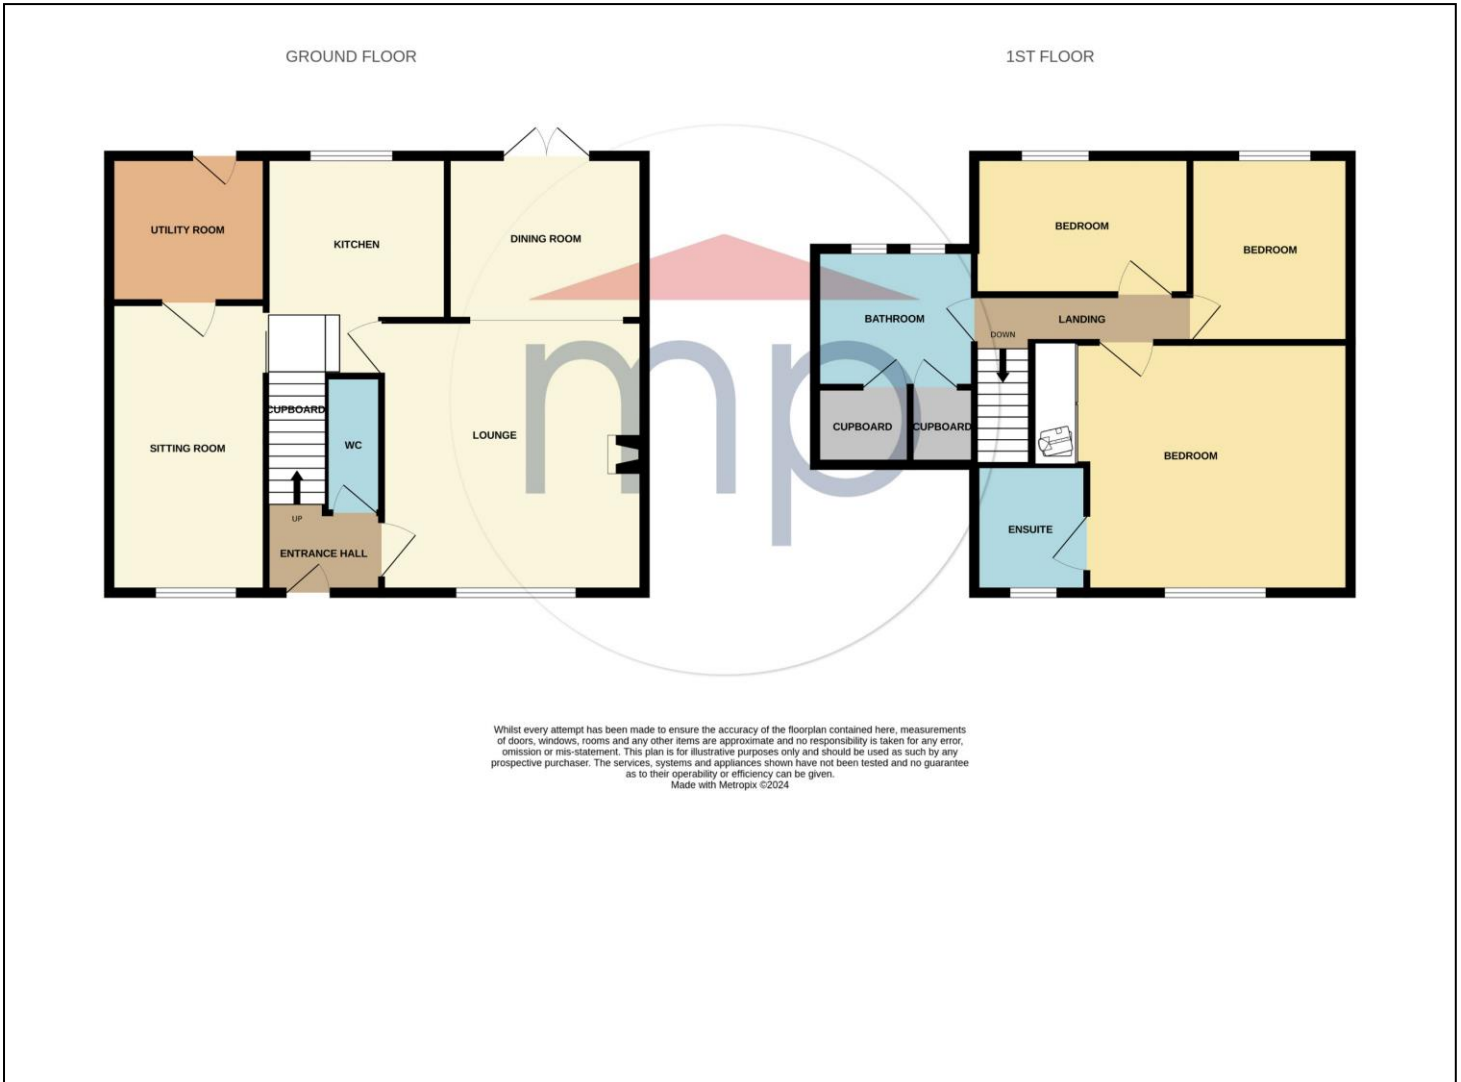 GROUND FLOOR
1ST FLOOR
UTILITY ROOM
KITCHEN
DINING ROOM
SITTING ROOM
CUPBOARD
WC
LOUNGE
UP
ENTRANCE HALL
BEDROOM
BEDROOM
BATHROOM
LANDING
DOWN
CUPBOARD
CUPBOARD
BEDROOM
ENSUITE
mp
Whilst every attempt has been made to ensure the accuracy of the floorplan contained here, measurements
of doors, windows, rooms and any other items are approximate and no responsibility is taken for any error,
omission or mis-statement. This plan is for illustrative purposes only and should be used as such by any
prospective purchaser. The services, systems and appliances shown have not been tested and no guarantee
as to their operability or efficiency can be given.
Made with Metropix ©2024